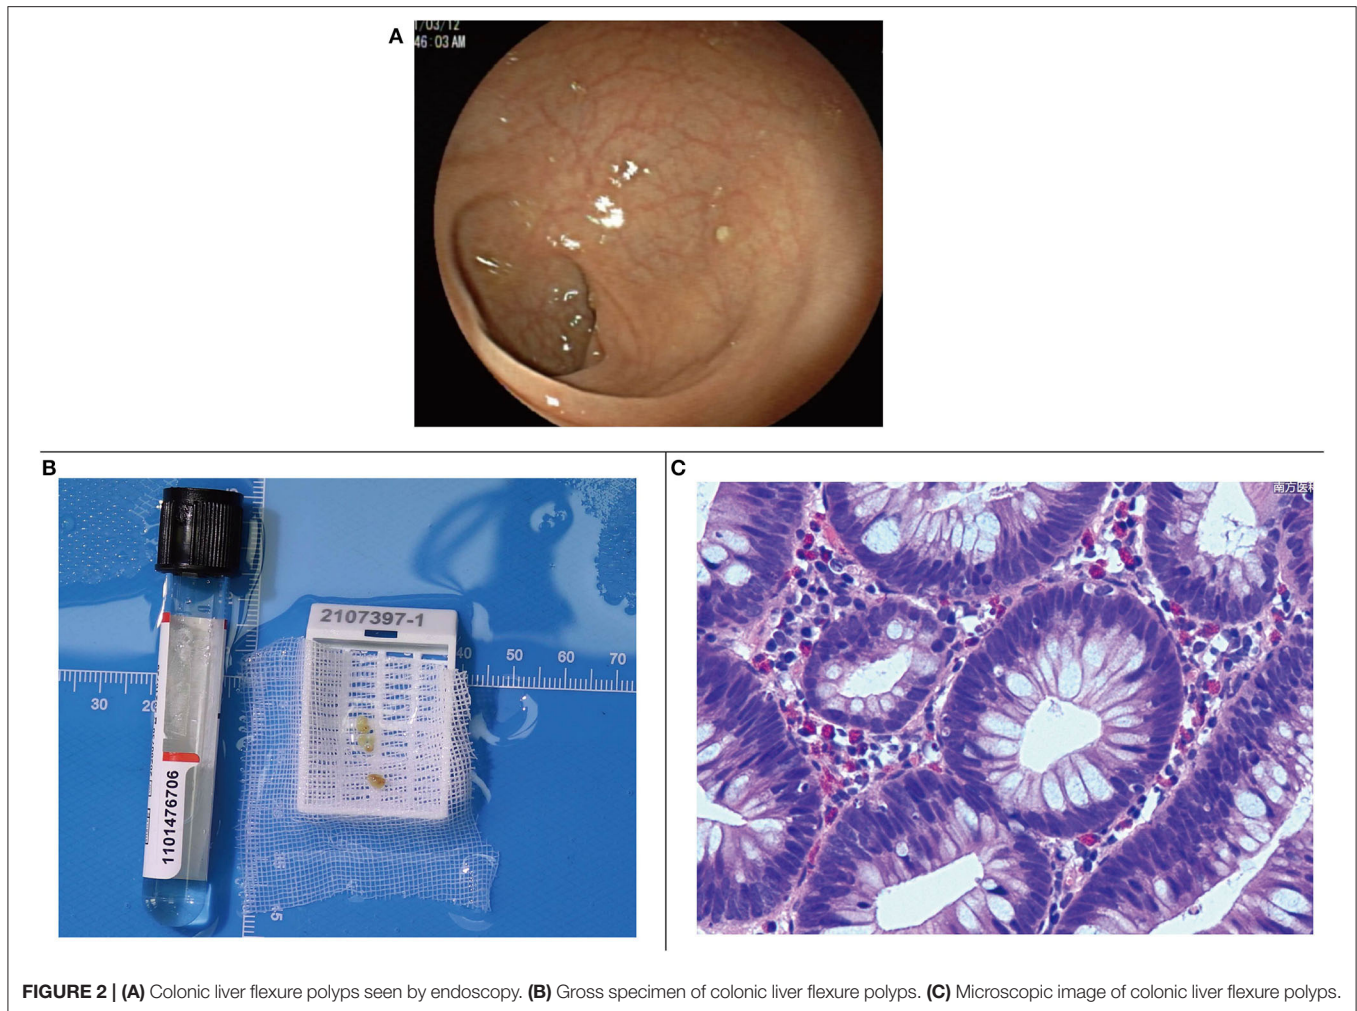 A
/03/12
46:03 AM
B
C
南方医科
2107397-1
40 50 60 70
30
1101476706
FIGURE 2 | (A) Colonic liver flexure polyps seen by endoscopy. (B) Gross specimen of colonic liver flexure polyps. (C) Microscopic image of colonic liver flexure polyps.